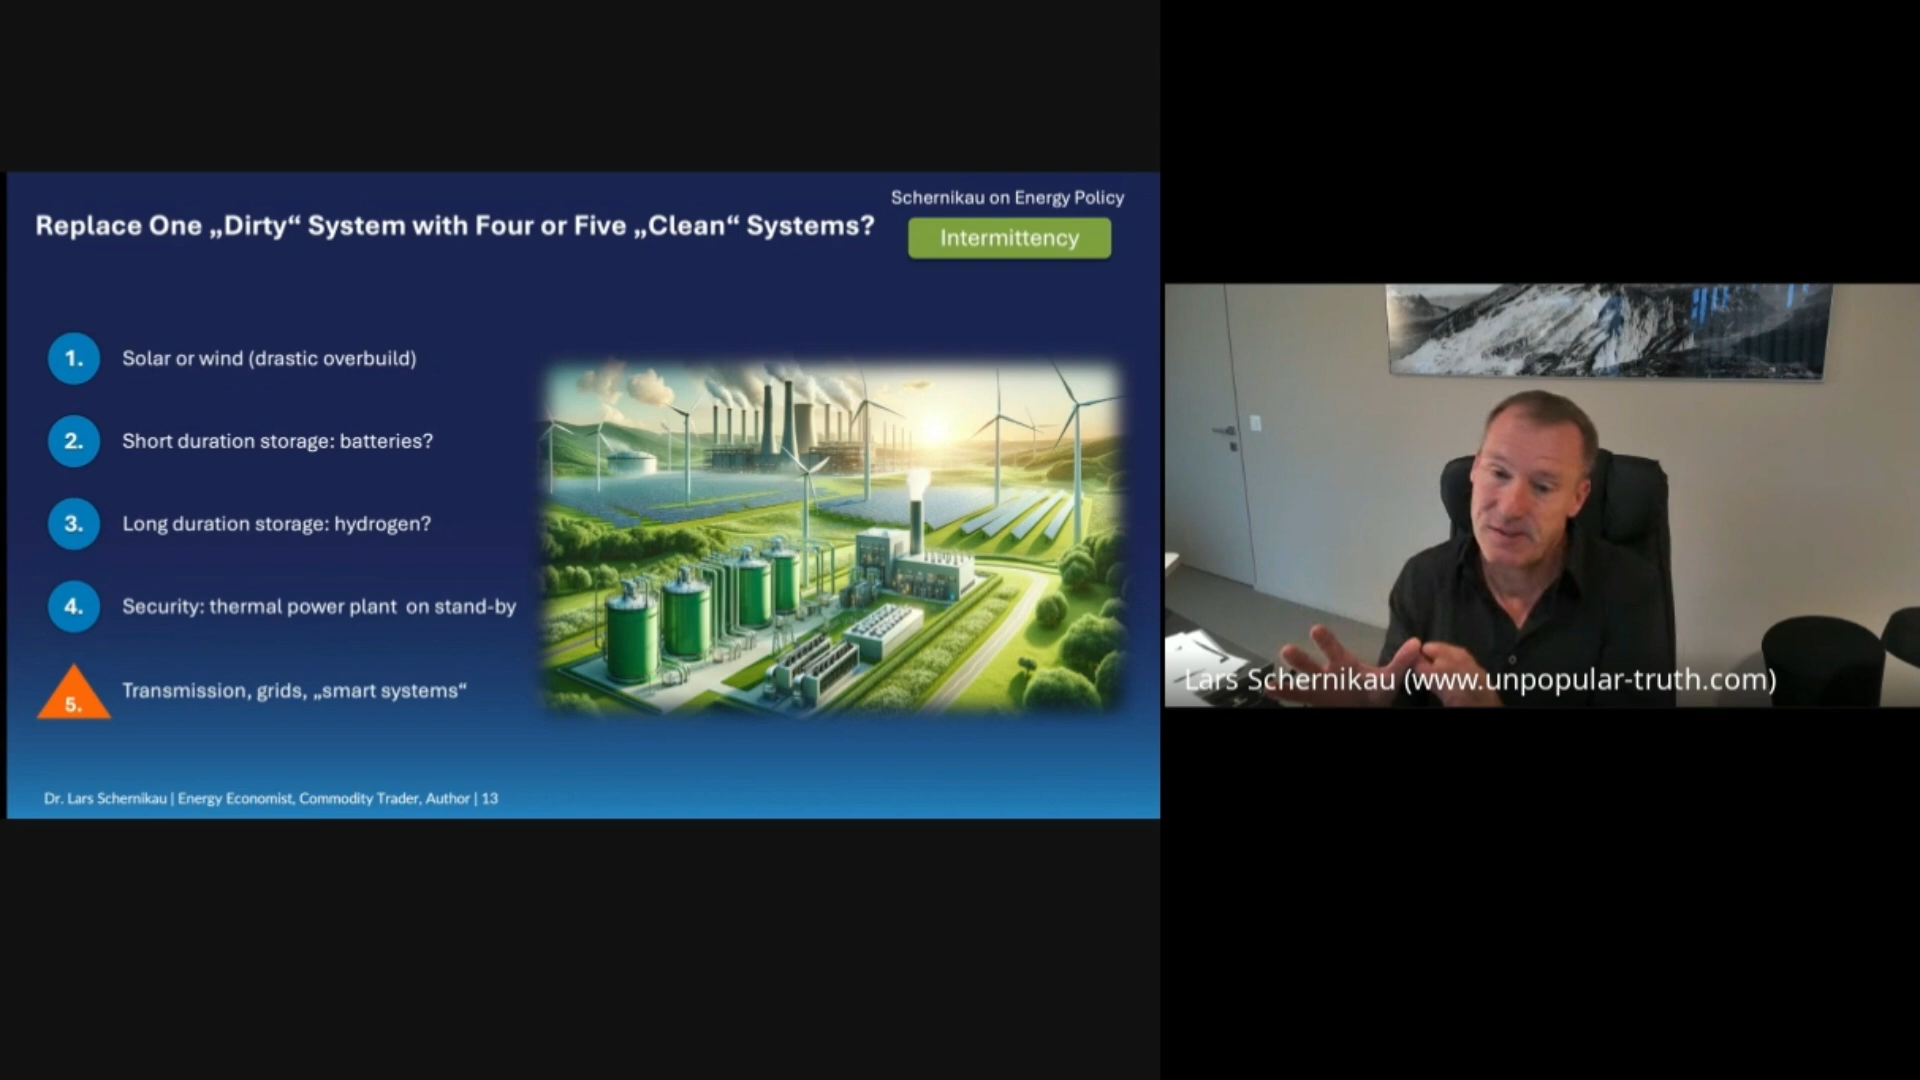 Schernikau on Energy Policy
Replace One „Dirty“ System with Four or Five „Clean“ Systems?
Intermittency
1. Solar or wind (drastic overbuild)
2. Short duration storage: batteries?
3. Long duration storage: hydrogen?
4. Security: thermal power plant on stand-by
5. Transmission, grids, „smart systems“
Dr. Lars Schernikau | Energy Economist, Commodity Trader, Author | 13
Lars Schernikau (www.unpopular-truth.com)